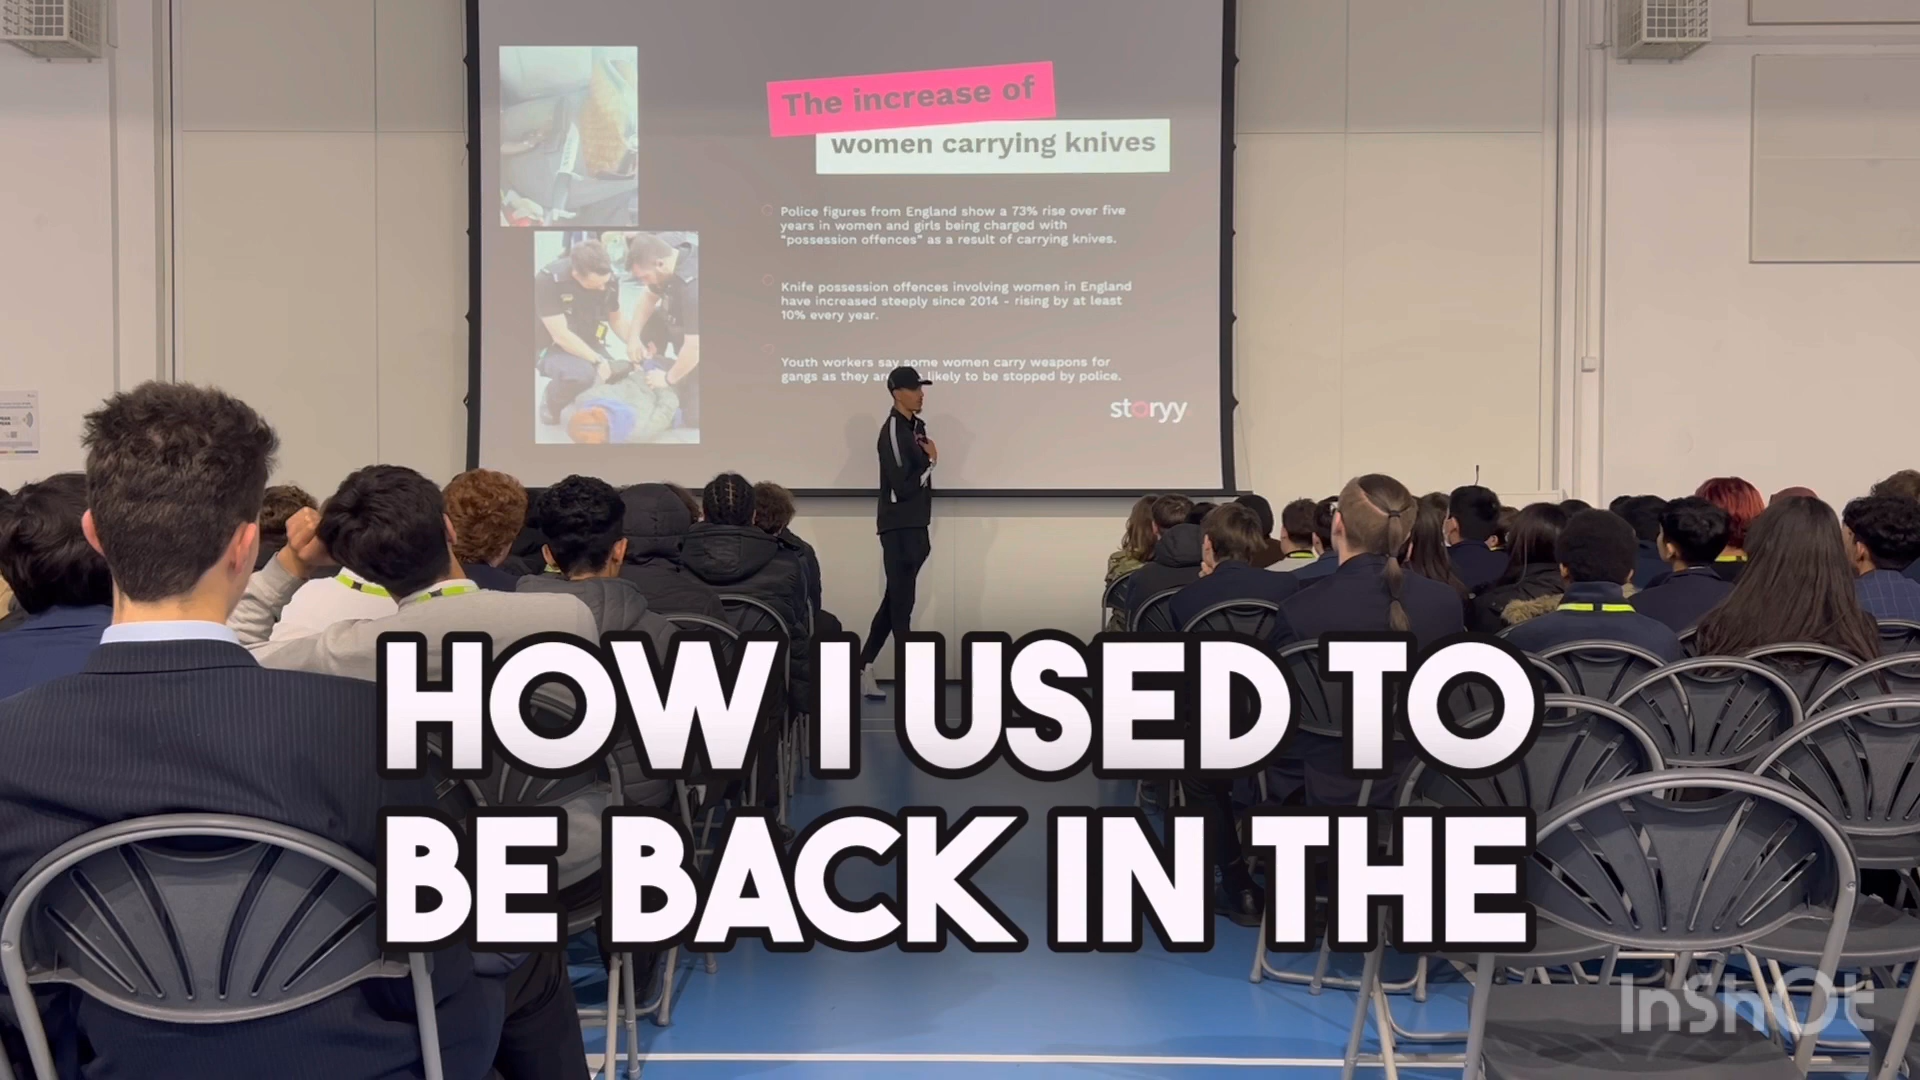 The increase of
women carrying knives
Police figures from England show a 73% rise over five
years in women and girls being charged with
"possession offences" as a result of carrying knives.
Knife possession offences involving women in England
have increased steeply since 2014 - rising by at least
10% every year.
Youth workers say some women carry weapons for
gangs as they are likely to be stopped by police.
storyy
HOW I USED TO
BE BACK IN THE
InShOt